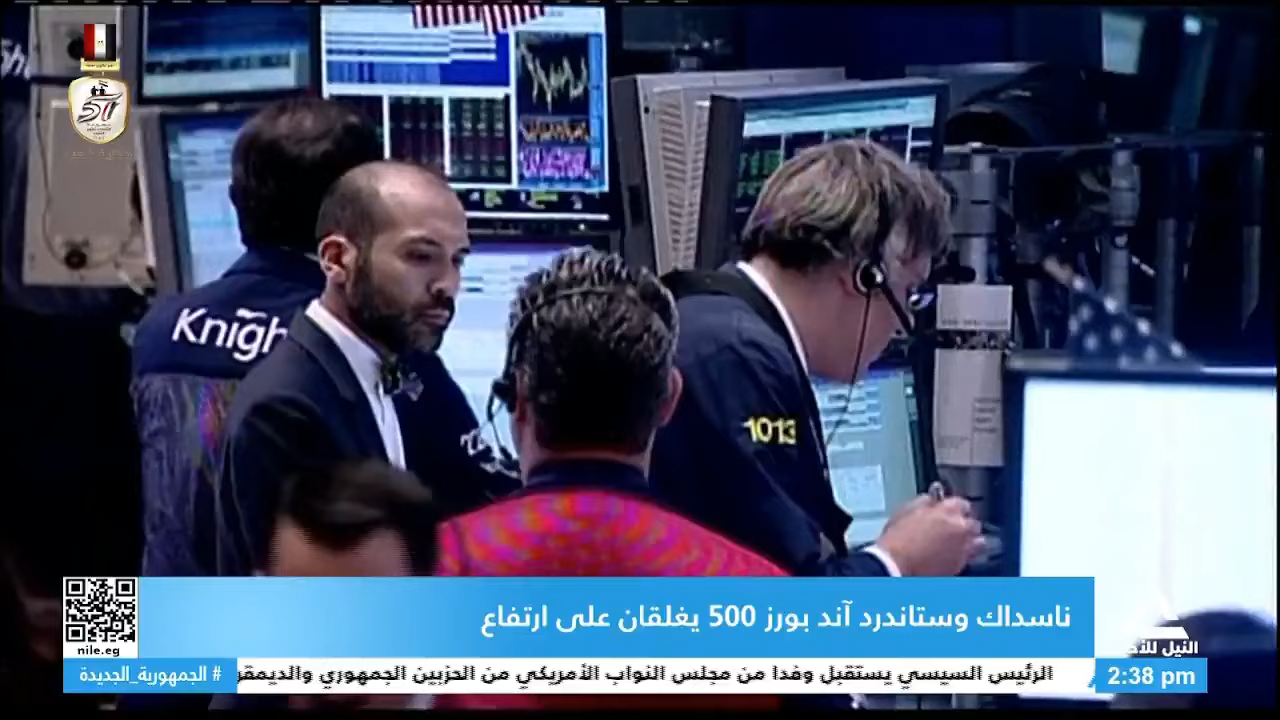 Knigh
1013
ناسداك وستاندرد آند بورز 500 يغلقان على ارتفاع
nile.eg
# الجمهورية_الجديدة
الرئيس السيسي يستقبل وفدا من مجلس النواب الأمريكي من الحزبين الجمهوري والديمقر
2:38 pm